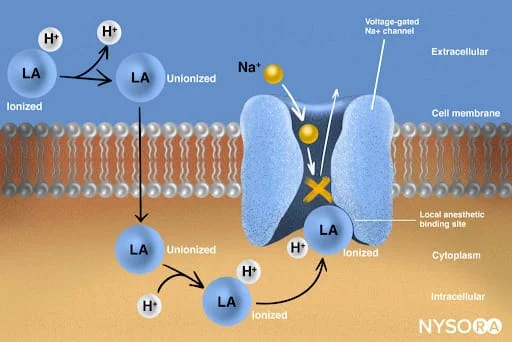 H⁺
H⁺
LA
Ionized
LA
Unionized
Na⁺
Voltage-gated
Na+ channel
Extracellular
Cell membrane
LA
Unionized
H⁺
H⁺
LA
Ionized
H⁺
LA
Ionized
Local anesthetic
binding site
Cytoplasm
Intracellular
NYSORA